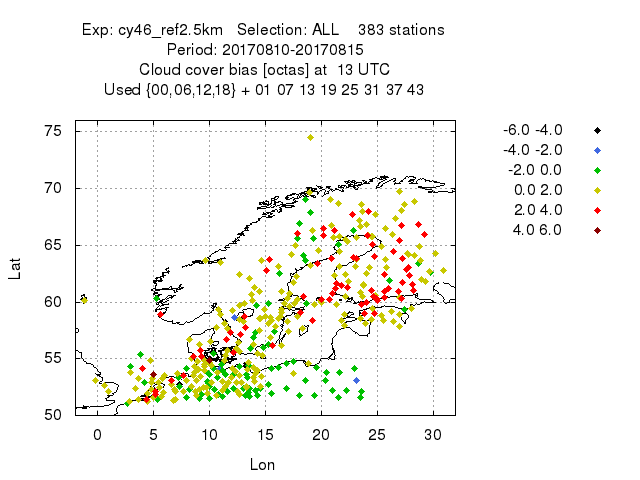 Exp: cy46_ref2.5km Selection: ALL 383 stations
Period: 20170810-20170815
Cloud cover bias [octas] at 13 UTC
Used {00,06,12,18} + 01 07 13 19 25 31 37 43
75
70
65
60
55
50
Lat
0 5 10 15 20 25 30
Lon
-6.0 -4.0
-4.0 -2.0
-2.0 0.0
0.0 2.0
2.0 4.0
4.0 6.0